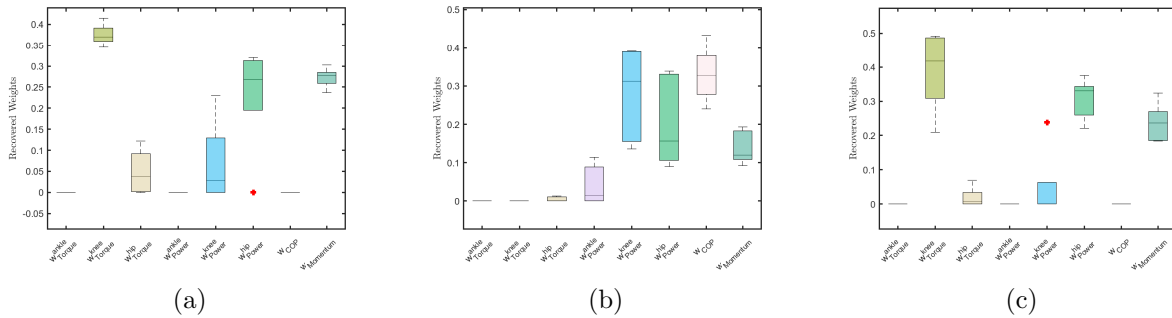 0.4
0.35
0.3
0.25
0.2
0.15
0.1
0.05
0
-0.05
Recovered Weights
w_Torque^ankle
w_Torque^knee
w_Torque^hip
w_Power^ankle
w_Power^knee
w_Power^hip
w_COP
w_Momentum
(a)
0.5
0.4
0.3
0.2
0.1
0
Recovered Weights
w_Torque^ankle
w_Torque^knee
w_Torque^hip
w_Power^ankle
w_Power^knee
w_Power^hip
w_COP
w_Momentum
(b)
0.5
0.4
0.3
0.2
0.1
0
Recovered Weights
w_Torque^ankle
w_Torque^knee
w_Torque^hip
w_Power^ankle
w_Power^knee
w_Power^hip
w_COP
w_Momentum
(c)